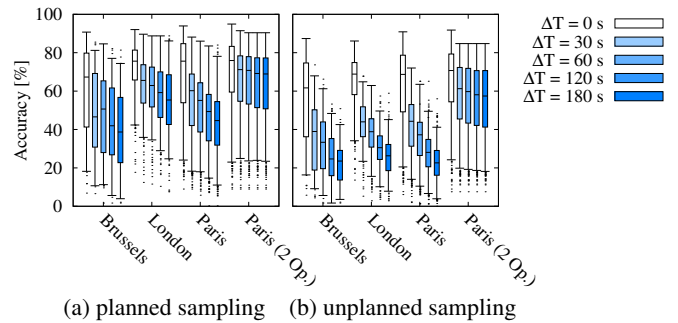 100
80
60
40
20
0
Accuracy [%]
Brussels
London
Paris
Paris (2 Op.)
Brussels
London
Paris
Paris (2 Op.)
ΔT = 0 s
ΔT = 30 s
ΔT = 60 s
ΔT = 120 s
ΔT = 180 s
(a) planned sampling
(b) unplanned sampling